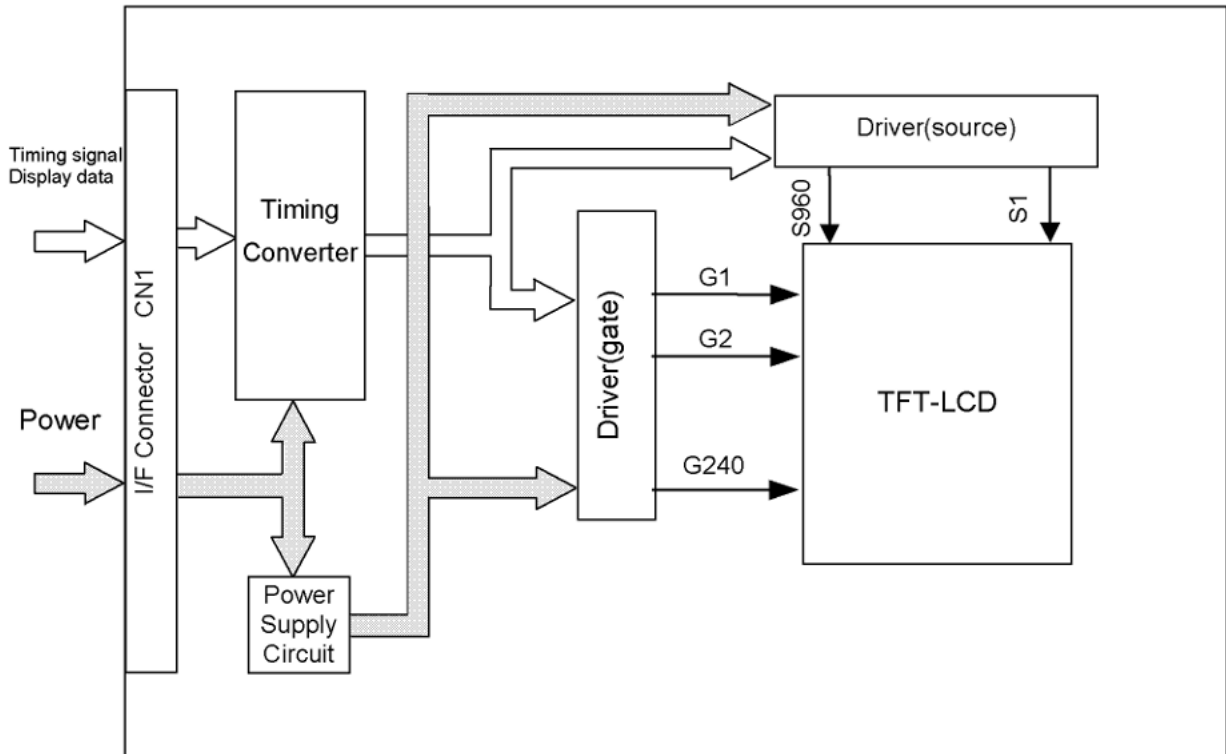 Timing signal
Display data
Power
I/F Connector CN1
Timing
Converter
Power
Supply
Circuit
Driver(source)
S960
S1
Driver(gate)
G1
G2
G240
TFT-LCD